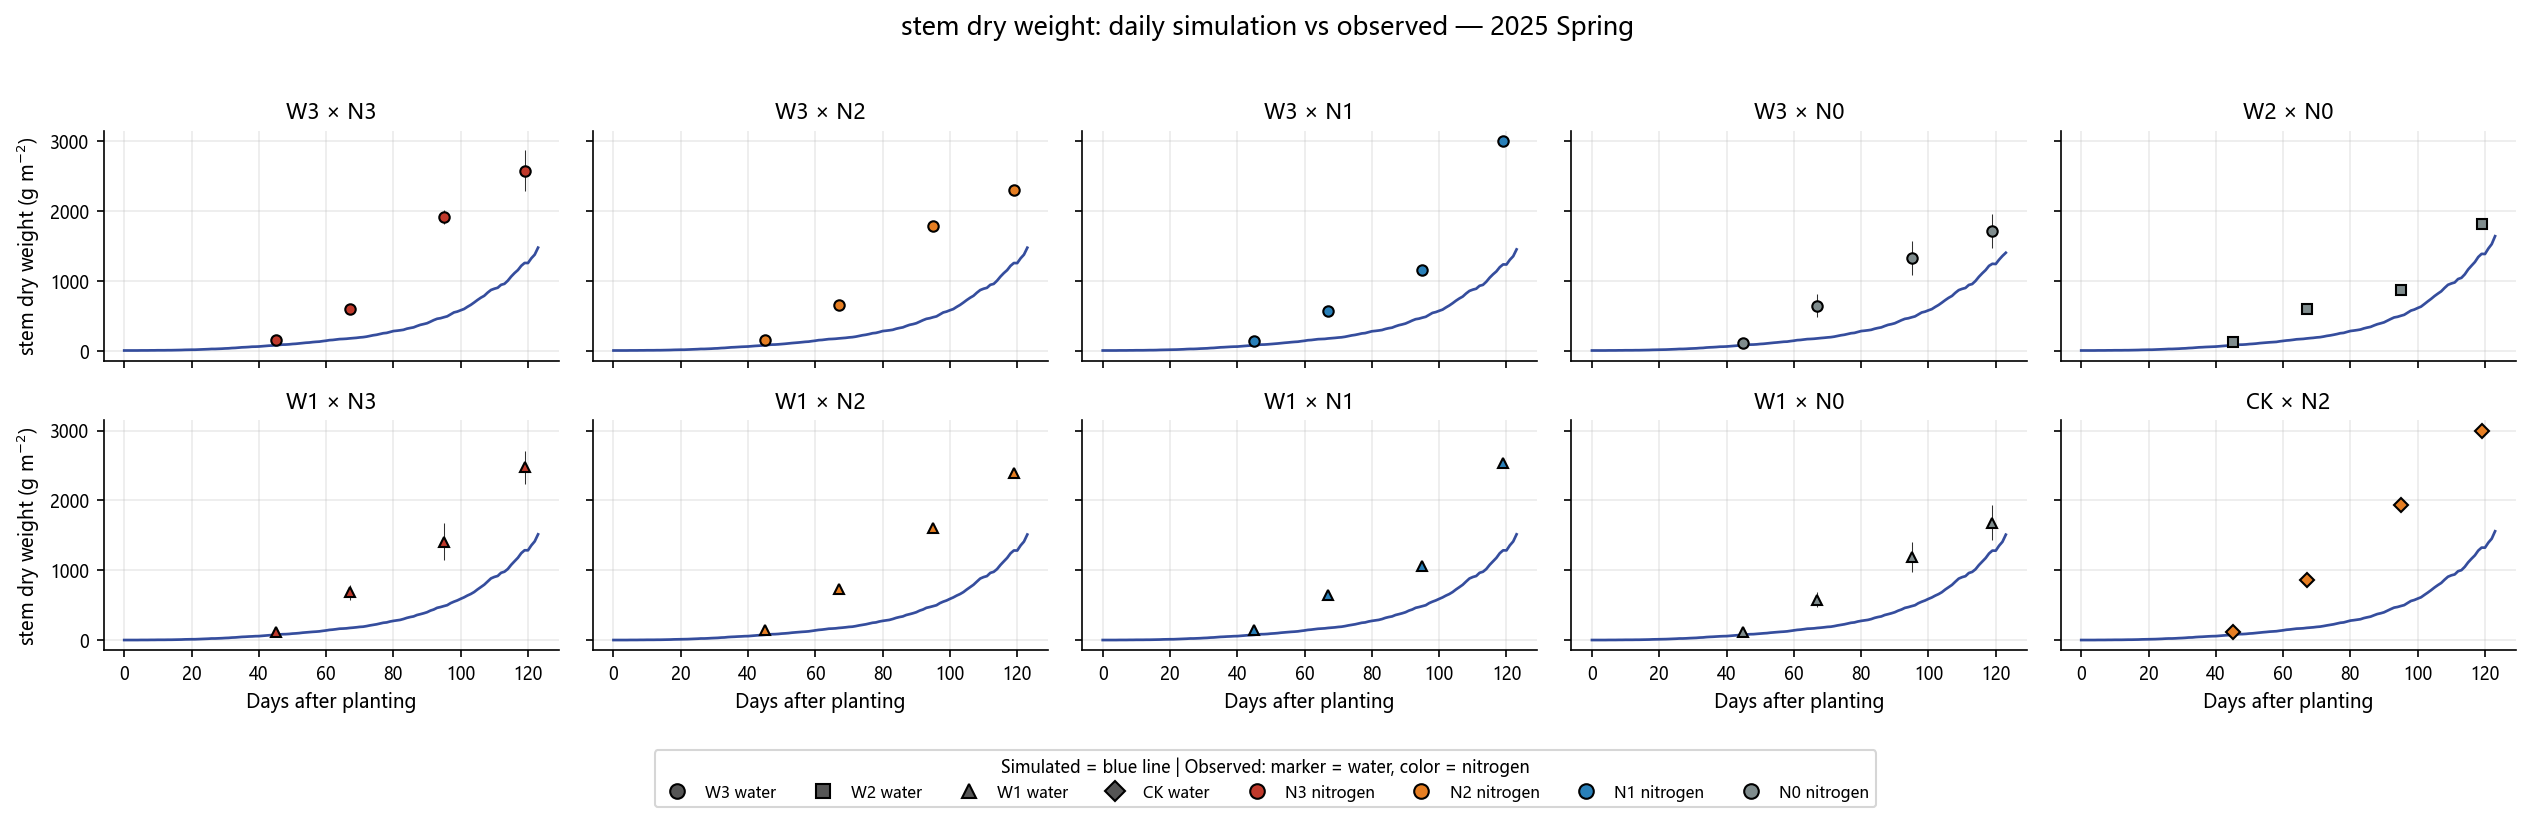 stem dry weight: daily simulation vs observed — 2025 Spring
W3 × N3
W3 × N2
W3 × N1
W3 × N0
W2 × N0
stem dry weight (g m⁻²)
3000
2000
1000
0
W1 × N3
W1 × N2
W1 × N1
W1 × N0
CK × N2
stem dry weight (g m⁻²)
3000
2000
1000
0
0 20 40 60 80 100 120
0 20 40 60 80 100 120
0 20 40 60 80 100 120
0 20 40 60 80 100 120
0 20 40 60 80 100 120
Days after planting
Days after planting
Days after planting
Days after planting
Days after planting
Simulated = blue line | Observed: marker = water, color = nitrogen
W3 water W2 water W1 water CK water N3 nitrogen N2 nitrogen N1 nitrogen N0 nitrogen